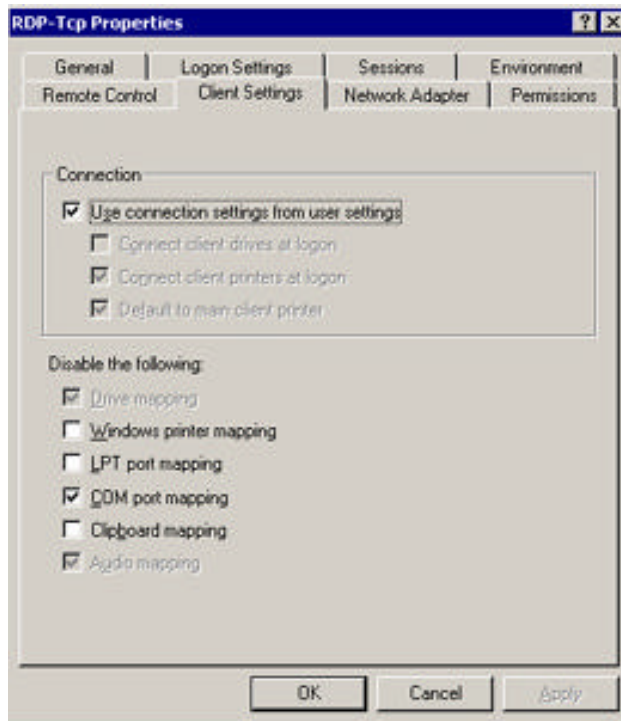 RDP-Tcp Properties
General Logon Settings Sessions Environment
Remote Control Client Settings Network Adapter Permissions
Connection
Use connection settings from user settings
Connect client drives at logon
Connect client printers at logon
Default to main client printer
Disable the following:
Drive mapping
Windows printer mapping
LPT port mapping
COM port mapping
Clipboard mapping
Audio mapping
OK Cancel Apply